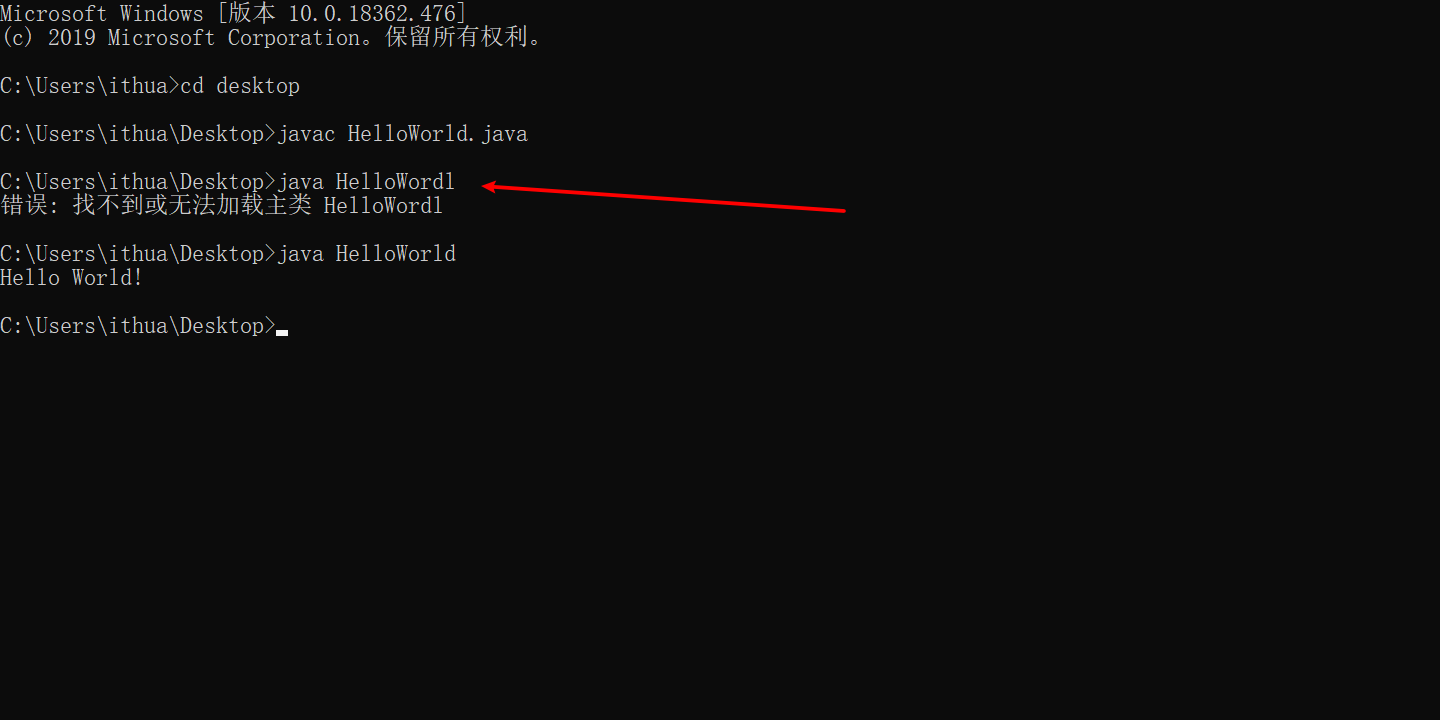 Microsoft Windows [版本 10.0.18362.476]
(c) 2019 Microsoft Corporation。保留所有权利。
C:\Users\ithua>cd desktop
C:\Users\ithua\Desktop>javac HelloWorld.java
C:\Users\ithua\Desktop>java HelloWordl
错误: 找不到或无法加载主类 HelloWordl
C:\Users\ithua\Desktop>java HelloWorld
Hello World!
C:\Users\ithua\Desktop>